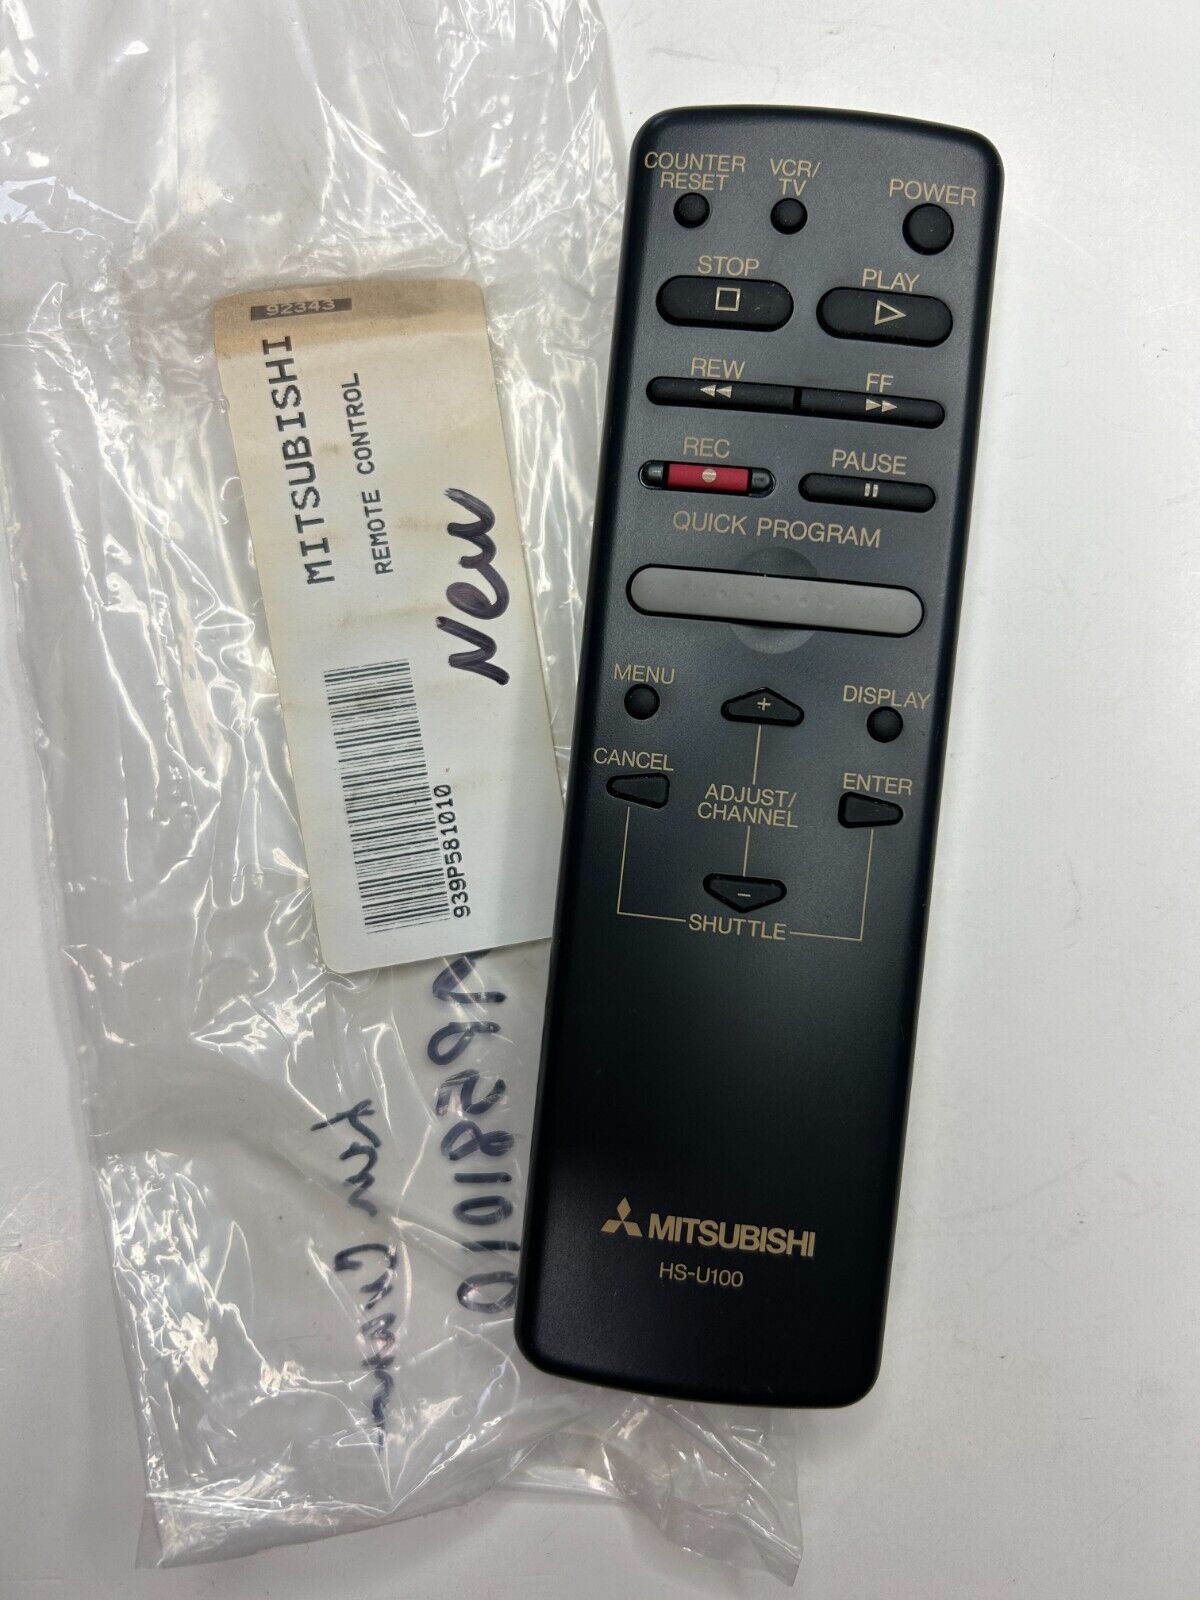 92343
MITSUBISHI
REMOTE CONTROL
New
939P581010
COUNTER RESET
VCR/ TV
POWER
STOP
PLAY
REW
FF
REC
PAUSE
QUICK PROGRAM
MENU
+
DISPLAY
CANCEL
ADJUST/ CHANNEL
ENTER
-
SHUTTLE
MITSUBISHI
HS-U100